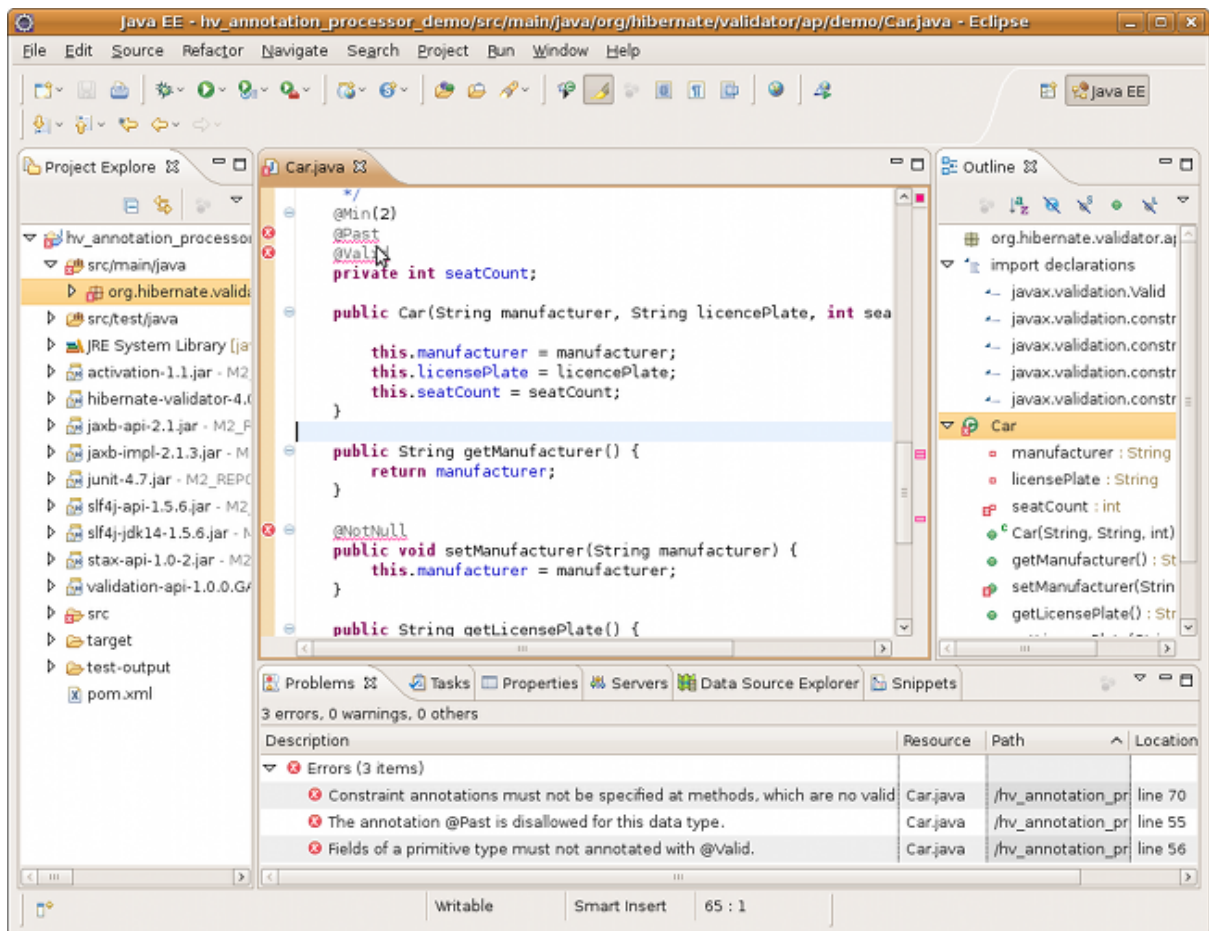 Java EE - hv_annotation_processor_demo/src/main/java/org/hibernate/validator/ap/demo/Car.java - Eclipse
File Edit Source Refactor Navigate Search Project Run Window Help
Java EE
Project Explore
hv_annotation_processor
src/main/java
org.hibernate.valida
src/test/java
JRE System Library [ja
activation-1.1.jar - M2_
hibernate-validator-4.0
jaxb-api-2.1.jar - M2_R
jaxb-impl-2.1.3.jar - M
junit-4.7.jar - M2_REPO
slf4j-api-1.5.6.jar - M2_
slf4j-jdk14-1.5.6.jar - M
stax-api-1.0-2.jar - M2
validation-api-1.0.0.GA
src
target
test-output
pom.xml
Car.java
*/
@Min(2)
@Past
@Valid
private int seatCount;
public Car(String manufacturer, String licencePlate, int sea
this.manufacturer = manufacturer;
this.licensePlate = licencePlate;
this.seatCount = seatCount;
}
public String getManufacturer() {
return manufacturer;
}
@NotNull
public void setManufacturer(String manufacturer) {
this.manufacturer = manufacturer;
}
public String getLicensePlate() {
Outline
org.hibernate.validator.ap
import declarations
javax.validation.Valid
javax.validation.constr
javax.validation.constr
javax.validation.constr
javax.validation.constr
Car
manufacturer : String
licensePlate : String
seatCount : int
Car(String, String, int)
getManufacturer() : St
setManufacturer(Strin
getLicensePlate() : Str
Problems Tasks Properties Servers Data Source Explorer Snippets
3 errors, 0 warnings, 0 others
Description Resource Path Location
Errors (3 items)
Constraint annotations must not be specified at methods, which are no valid Car.java /hv_annotation_pr line 70
The annotation @Past is disallowed for this data type. Car.java /hv_annotation_pr line 55
Fields of a primitive type must not annotated with @Valid. Car.java /hv_annotation_pr line 56
Writable Smart Insert 65 : 1